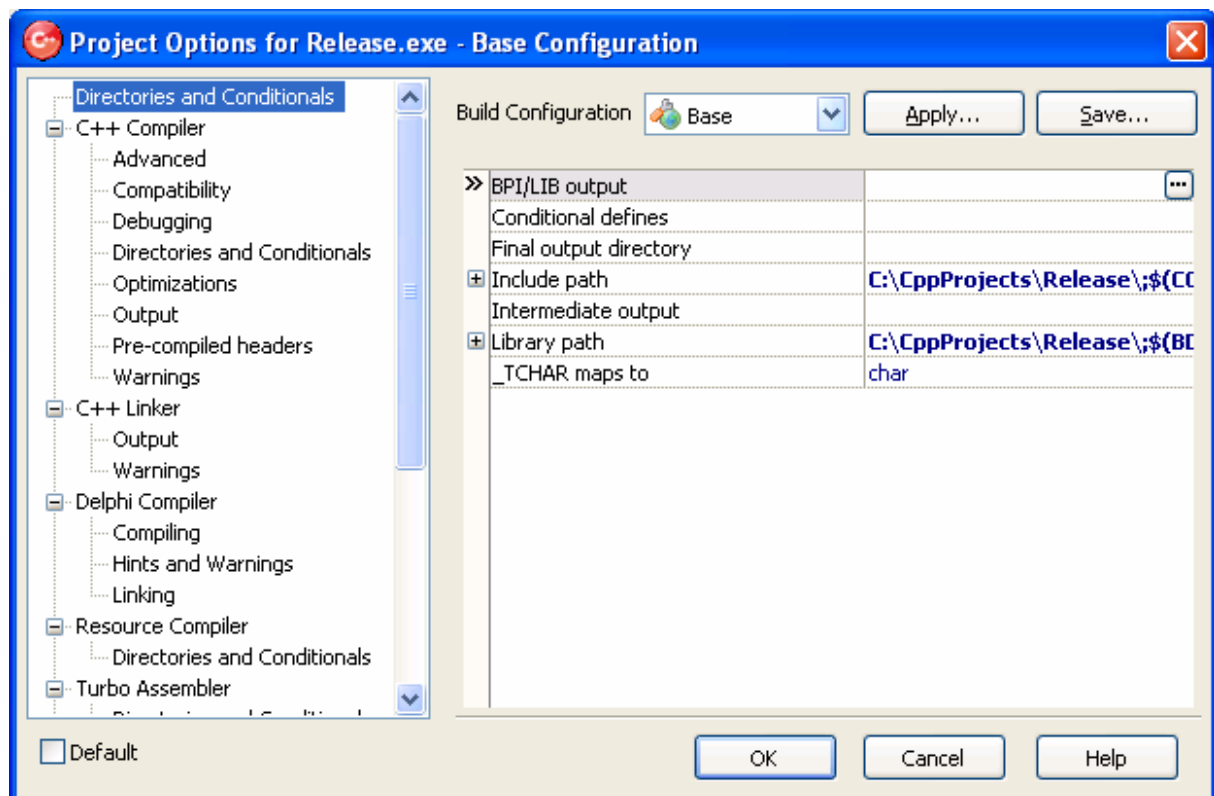 Project Options for Release.exe - Base Configuration
Directories and Conditionals
C++ Compiler
Advanced
Compatibility
Debugging
Directories and Conditionals
Optimizations
Output
Pre-compiled headers
Warnings
C++ Linker
Output
Warnings
Delphi Compiler
Compiling
Hints and Warnings
Linking
Resource Compiler
Directories and Conditionals
Turbo Assembler
Build Configuration Base Apply... Save...
BPI/LIB output ...
Conditional defines
Final output directory
Include path C:\CppProjects\Release\;$(CC
Intermediate output
Library path C:\CppProjects\Release\;$(BD
_TCHAR maps to char
Default OK Cancel Help